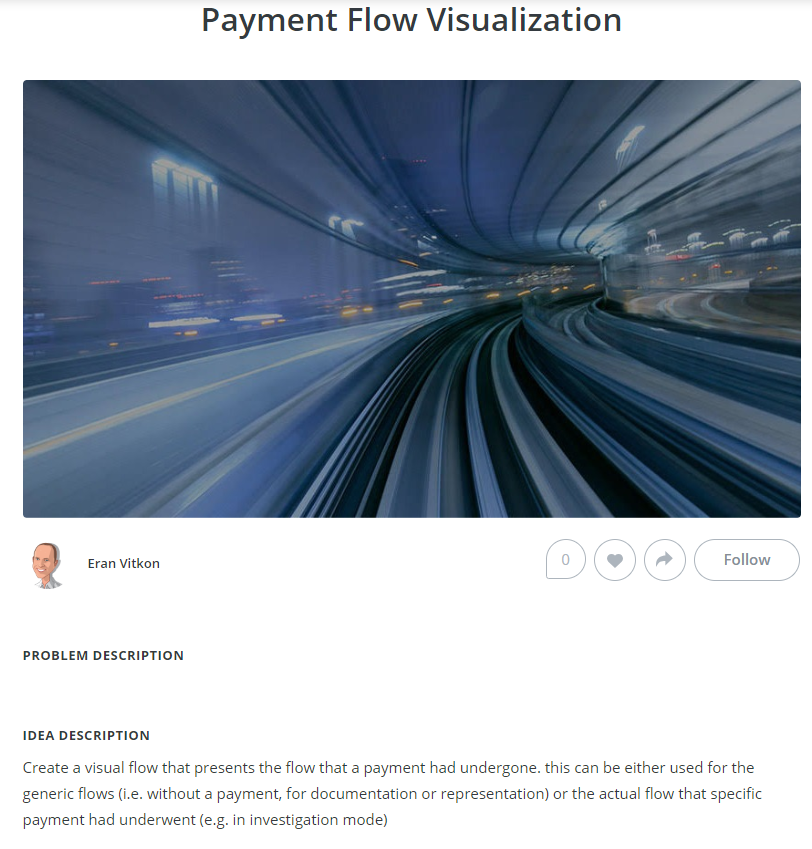 Payment Flow Visualization
Eran Vitkon
0
Follow
PROBLEM DESCRIPTION
IDEA DESCRIPTION
Create a visual flow that presents the flow that a payment had undergone. this can be either used for the
generic flows (i.e. without a payment, for documentation or representation) or the actual flow that specific
payment had underwent (e.g. in investigation mode)